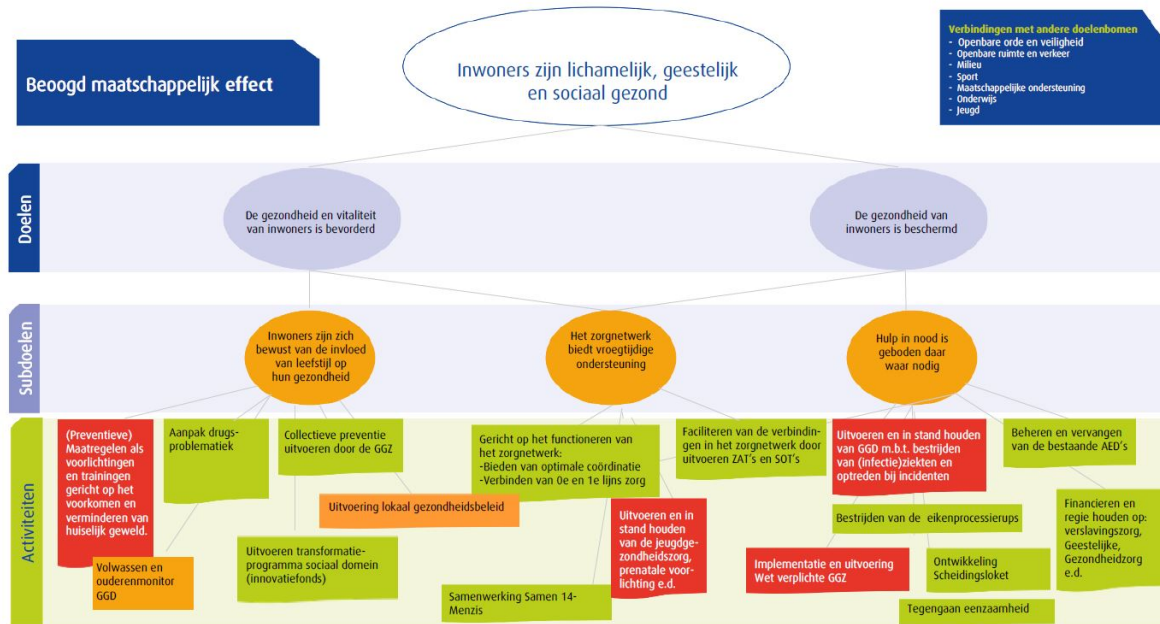 Beoogd maatschappelijk effect
Inwoners zijn lichamelijk, geestelijk
en sociaal gezond
Verbindingen met andere doelenbomen
- Openbare orde en veiligheid
- Openbare ruimte en verkeer
- Milieu
- Sport
- Maatschappelijke ondersteuning
- Onderwijs
- Jeugd
Doelen
De gezondheid en vitaliteit
van inwoners is bevorderd
De gezondheid van
inwoners is beschermd
Subdoelen
Inwoners zijn zich
bewust van de invloed
van leefstijl op
hun gezondheid
Het zorgnetwerk
biedt vroegtijdige
ondersteuning
Hulp in nood is
geboden daar
waar nodig
Activiteiten
(Preventieve)
Maatregelen als
voorlichtingen
en trainingen
gericht op het
voorkomen en
verminderen van
huiselijk geweld.
Aanpak drugs-
problematiek
Collectieve preventie
uitvoeren door de GGZ
Gericht op het functioneren van
het zorgnetwerk:
-Bieden van optimale coördinatie
-Verbinden van 0e en 1e lijns zorg
Faciliteren van de verbindin-
gen in het zorgnetwerk door
uitvoeren ZAT's en SOT's
Uitvoeren en in stand houden
van GGD m.b.t. bestrijden
van (infectie)ziekten en
optreden bij incidenten
Beheren en vervangen
van de bestaande AED's
Uitvoering lokaal gezondheidsbeleid
Uitvoeren en in
stand houden
van de jeugdge-
zondheidszorg,
prenatale voor-
lichting e.d.
Bestrijden van de eikenprocessierups
Financieren en
regie houden op:
verslavingszorg,
Geestelijke,
Gezondheidzorg
e.d.
Volwassen en
ouderenmonitor
GGD
Uitvoeren transformatie-
programma sociaal domein
(innovatiefonds)
Implementatie en uitvoering
Wet verplichte GGZ
Ontwikkeling
Scheidingsloket
Samenwerking Samen 14-
Menzis
Tegengaan eenzaamheid